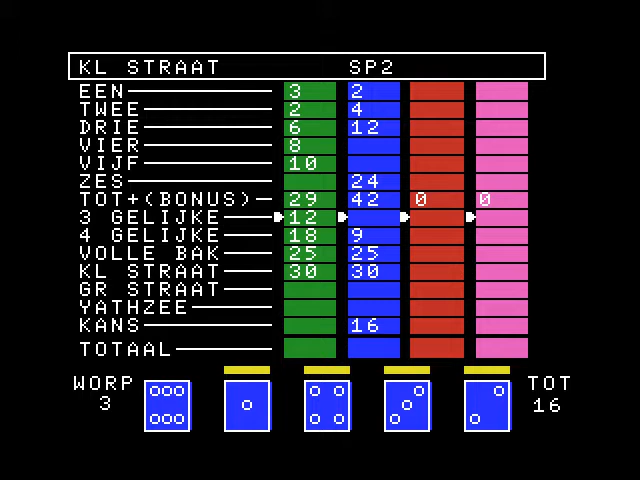 KL STRAAT SP2
EEN 3 2
TWEE 2 4
DRIE 6 12
VIER 8
VIJF 10
ZES 24
TOT+(BONUS) 29 42 0 0
3 GELIJKE 12
4 GELIJKE 18 9
VOLLE BAK 25 25
KL STRAAT 30 30
GR STRAAT
YATHZEE
KANS 16
TOTAAL
WORP TOT
3 16